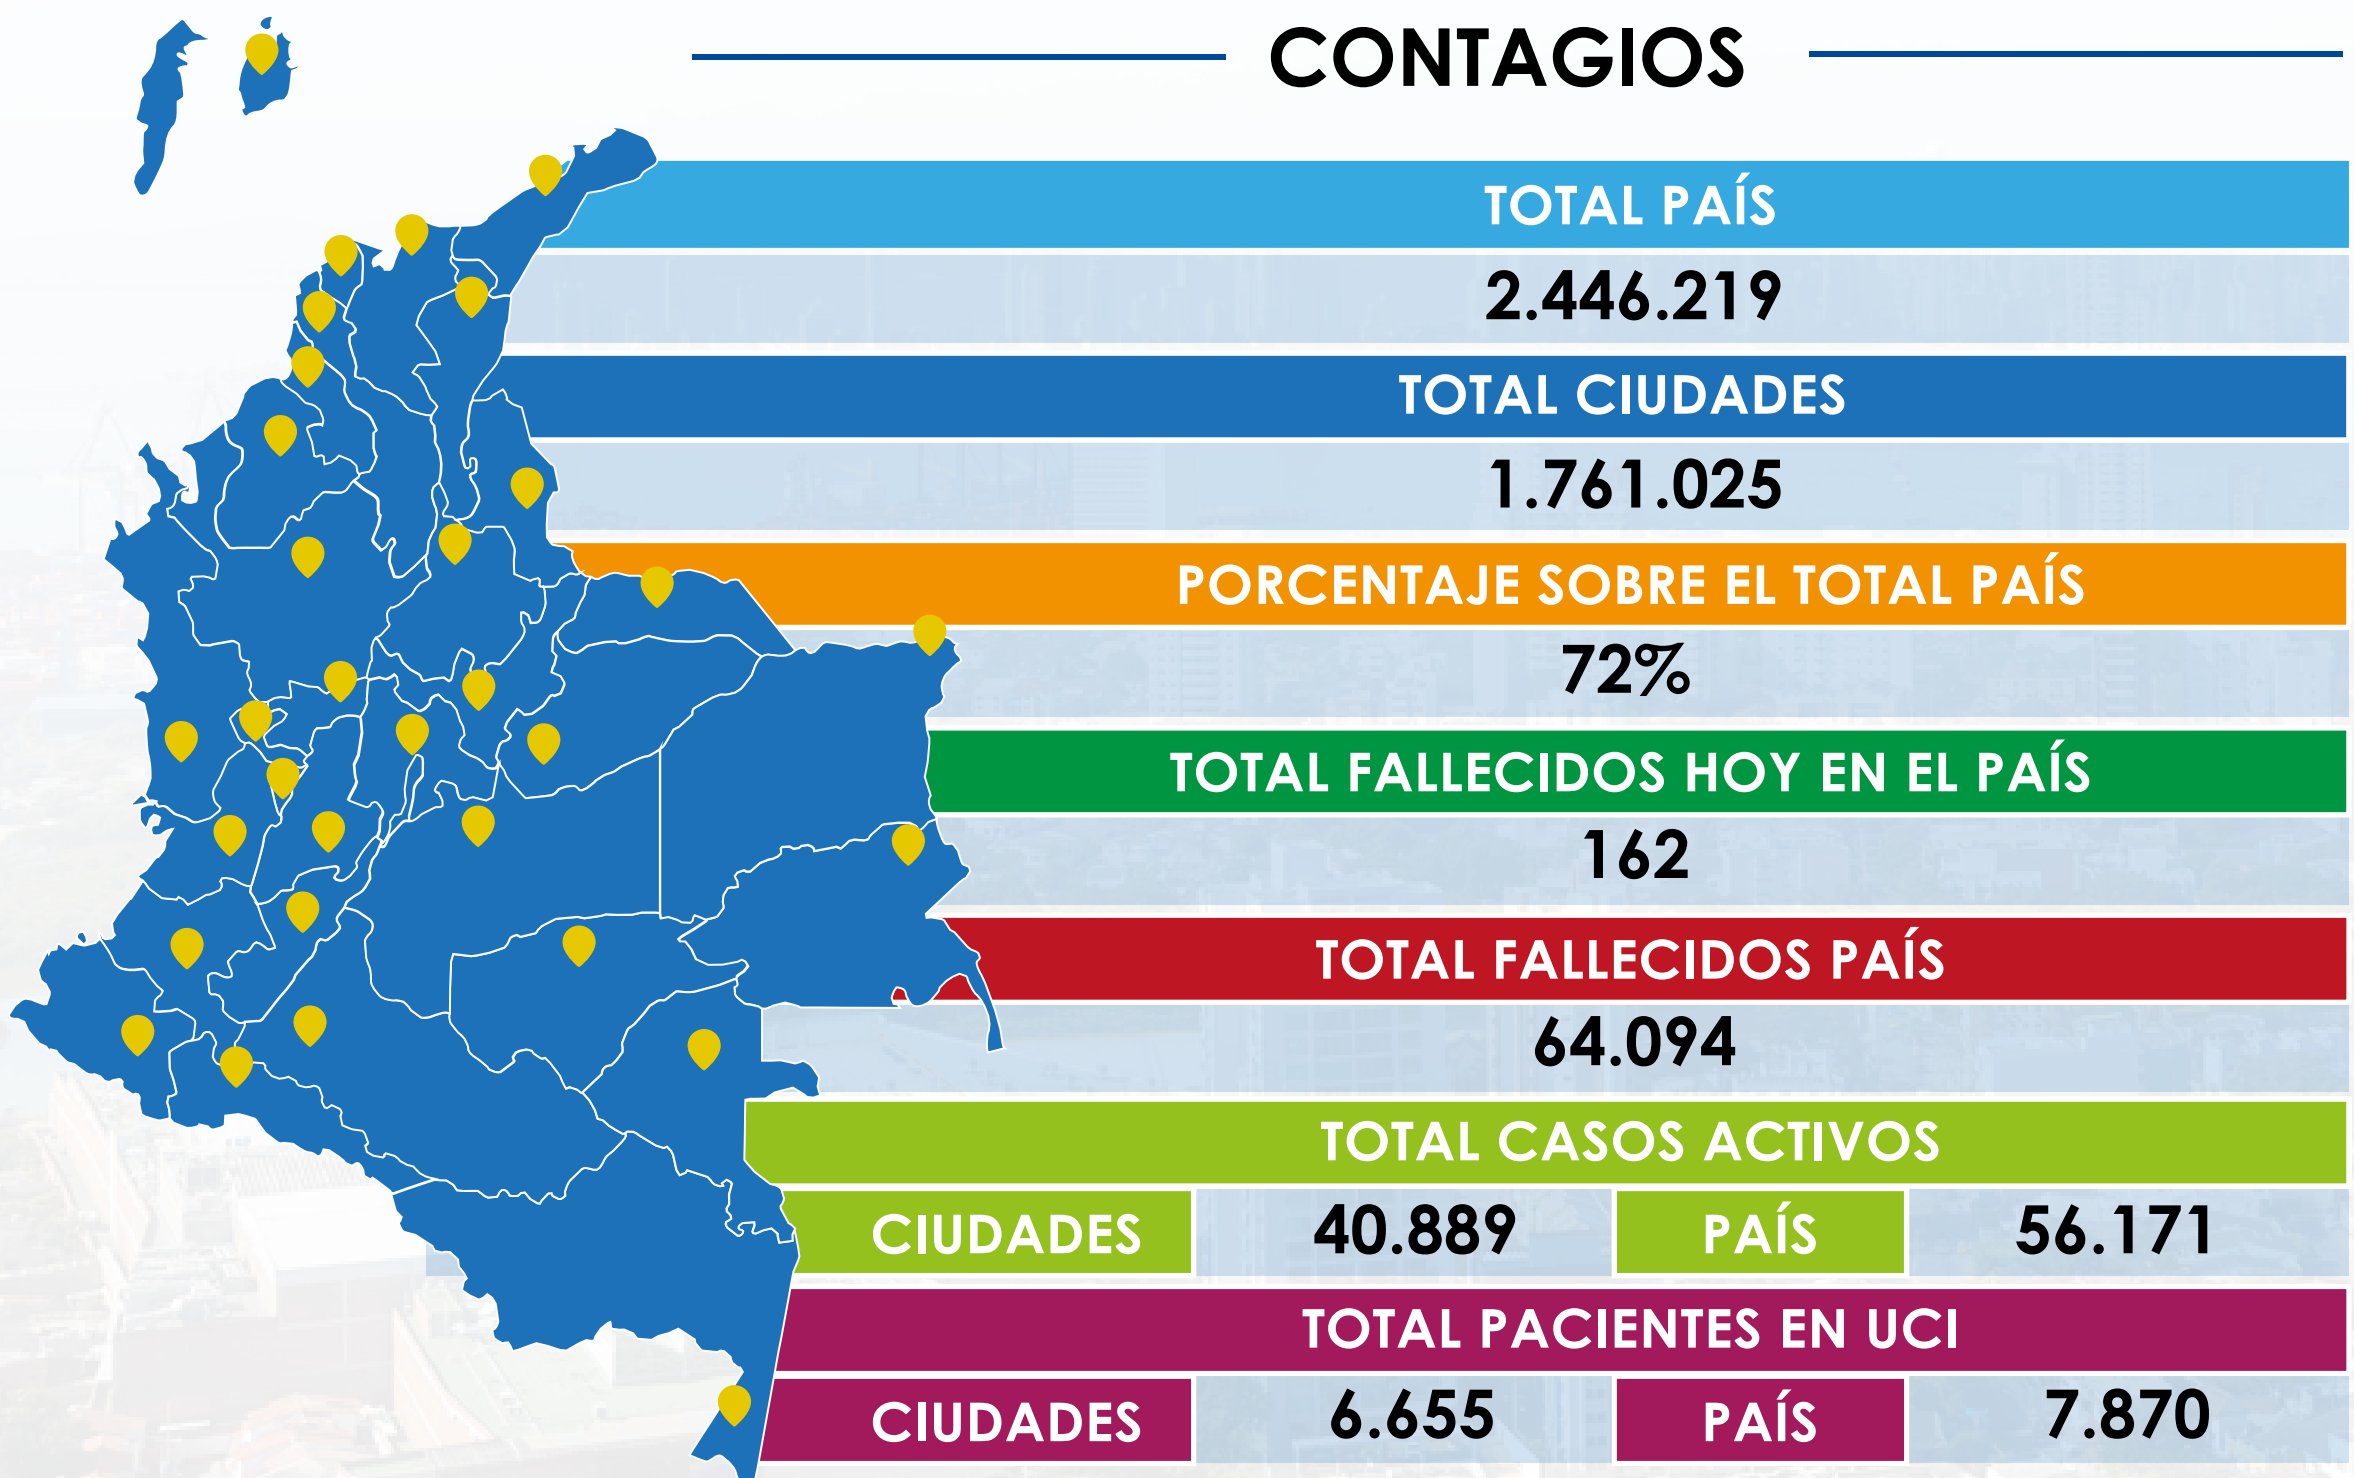 CONTAGIOS
TOTAL PAÍS
2.446.219
TOTAL CIUDADES
1.761.025
PORCENTAJE SOBRE EL TOTAL PAÍS
72%
TOTAL FALLECIDOS HOY EN EL PAÍS
162
TOTAL FALLECIDOS PAÍS
64.094
TOTAL CASOS ACTIVOS
CIUDADES 40.889 PAÍS 56.171
TOTAL PACIENTES EN UCI
CIUDADES 6.655 PAÍS 7.870